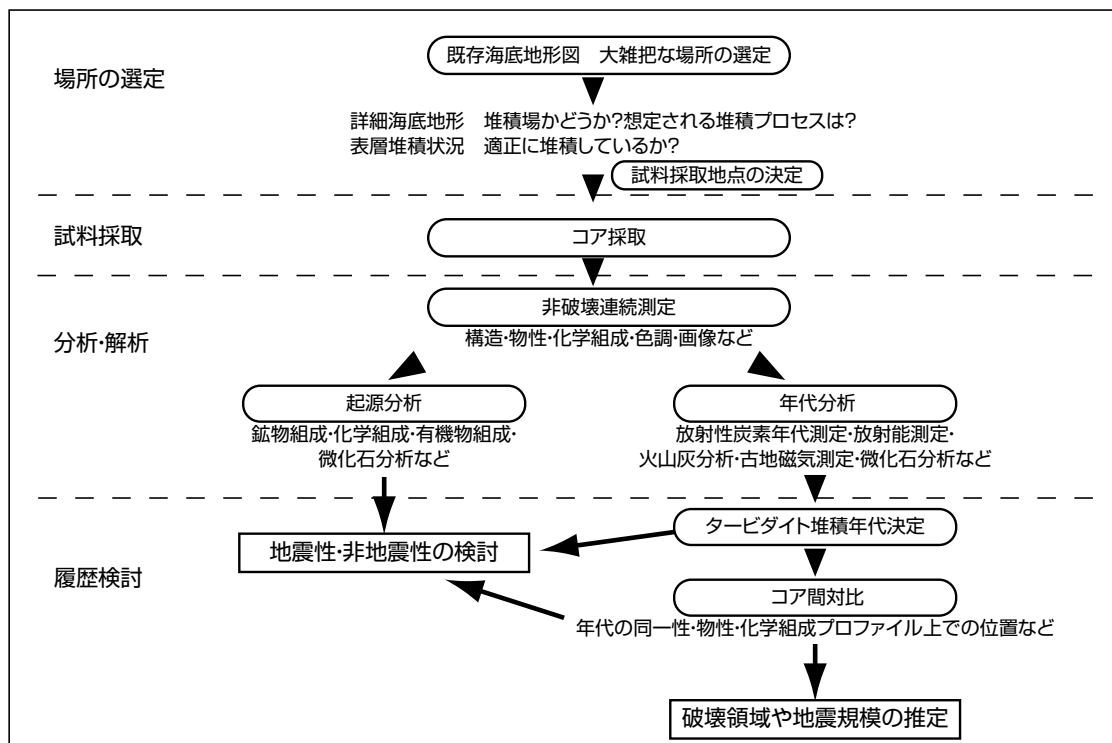 場所の選定
既存海底地形図　大雑把な場所の選定
詳細海底地形　堆積場かどうか?想定される堆積プロセスは?
表層堆積状況　適正に堆積しているか?
試料採取地点の決定
試料採取
コア採取
分析・解析
非破壊連続測定
構造・物性・化学組成・色調・画像など
起源分析
鉱物組成・化学組成・有機物組成・
微化石分析など
年代分析
放射性炭素年代測定・放射能測定・
火山灰分析・古地磁気測定・微化石分析など
履歴検討
タービダイト堆積年代決定
地震性・非地震性の検討
コア間対比
年代の同一性・物性・化学組成プロファイル上での位置など
破壊領域や地震規模の推定